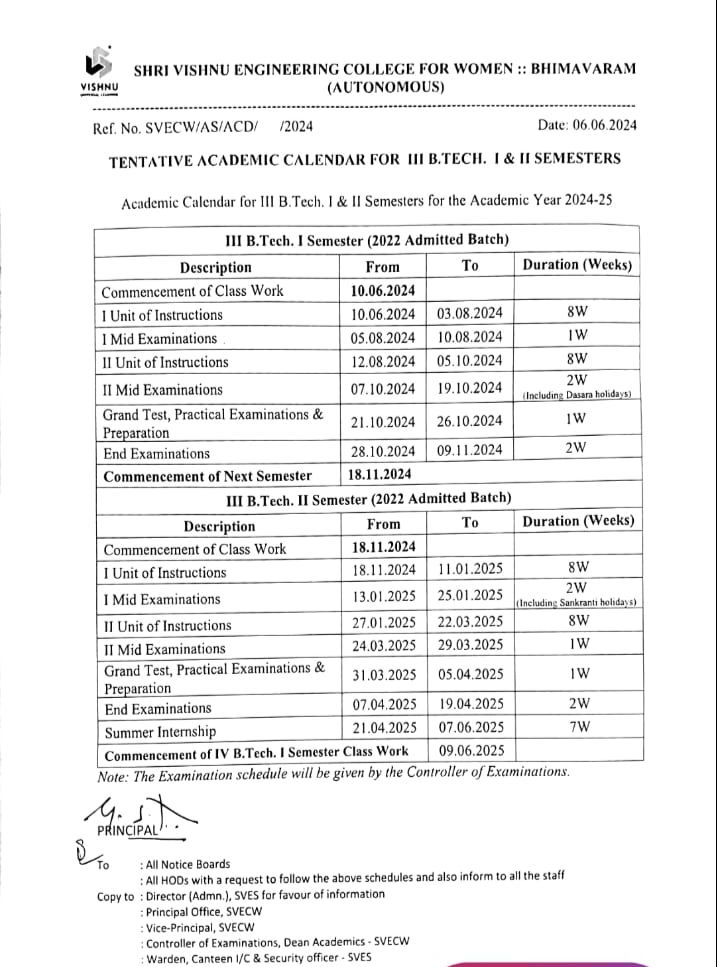 VISHNU
SHRI VISHNU ENGINEERING COLLEGE FOR WOMEN :: BHIMAVARAM
(AUTONOMOUS)
Ref. No. SVECW/AS/ACD/ /2024 Date: 06.06.2024
TENTATIVE ACADEMIC CALENDAR FOR III B.TECH. I & II SEMESTERS
Academic Calendar for III B.Tech. I & II Semesters for the Academic Year 2024-25
III B.Tech. I Semester (2022 Admitted Batch)
Description From To Duration (Weeks)
Commencement of Class Work 10.06.2024
I Unit of Instructions 10.06.2024 03.08.2024 8W
I Mid Examinations 05.08.2024 10.08.2024 1W
II Unit of Instructions 12.08.2024 05.10.2024 8W
II Mid Examinations 07.10.2024 19.10.2024 2W
(Including Dasara holidays)
Grand Test, Practical Examinations &
Preparation 21.10.2024 26.10.2024 1W
End Examinations 28.10.2024 09.11.2024 2W
Commencement of Next Semester 18.11.2024
III B.Tech. II Semester (2022 Admitted Batch)
Description From To Duration (Weeks)
Commencement of Class Work 18.11.2024
I Unit of Instructions 18.11.2024 11.01.2025 8W
I Mid Examinations 13.01.2025 25.01.2025 2W
(Including Sankranti holidays)
II Unit of Instructions 27.01.2025 22.03.2025 8W
II Mid Examinations 24.03.2025 29.03.2025 1W
Grand Test, Practical Examinations &
Preparation 31.03.2025 05.04.2025 1W
End Examinations 07.04.2025 19.04.2025 2W
Summer Internship 21.04.2025 07.06.2025 7W
Commencement of IV B.Tech. I Semester Class Work 09.06.2025
Note: The Examination schedule will be given by the Controller of Examinations.
PRINCIPAL
To : All Notice Boards
: All HODs with a request to follow the above schedules and also inform to all the staff
Copy to : Director (Admn.), SVES for favour of information
: Principal Office, SVECW
: Vice-Principal, SVECW
: Controller of Examinations, Dean Academics - SVECW
: Warden, Canteen I/C & Security officer - SVES